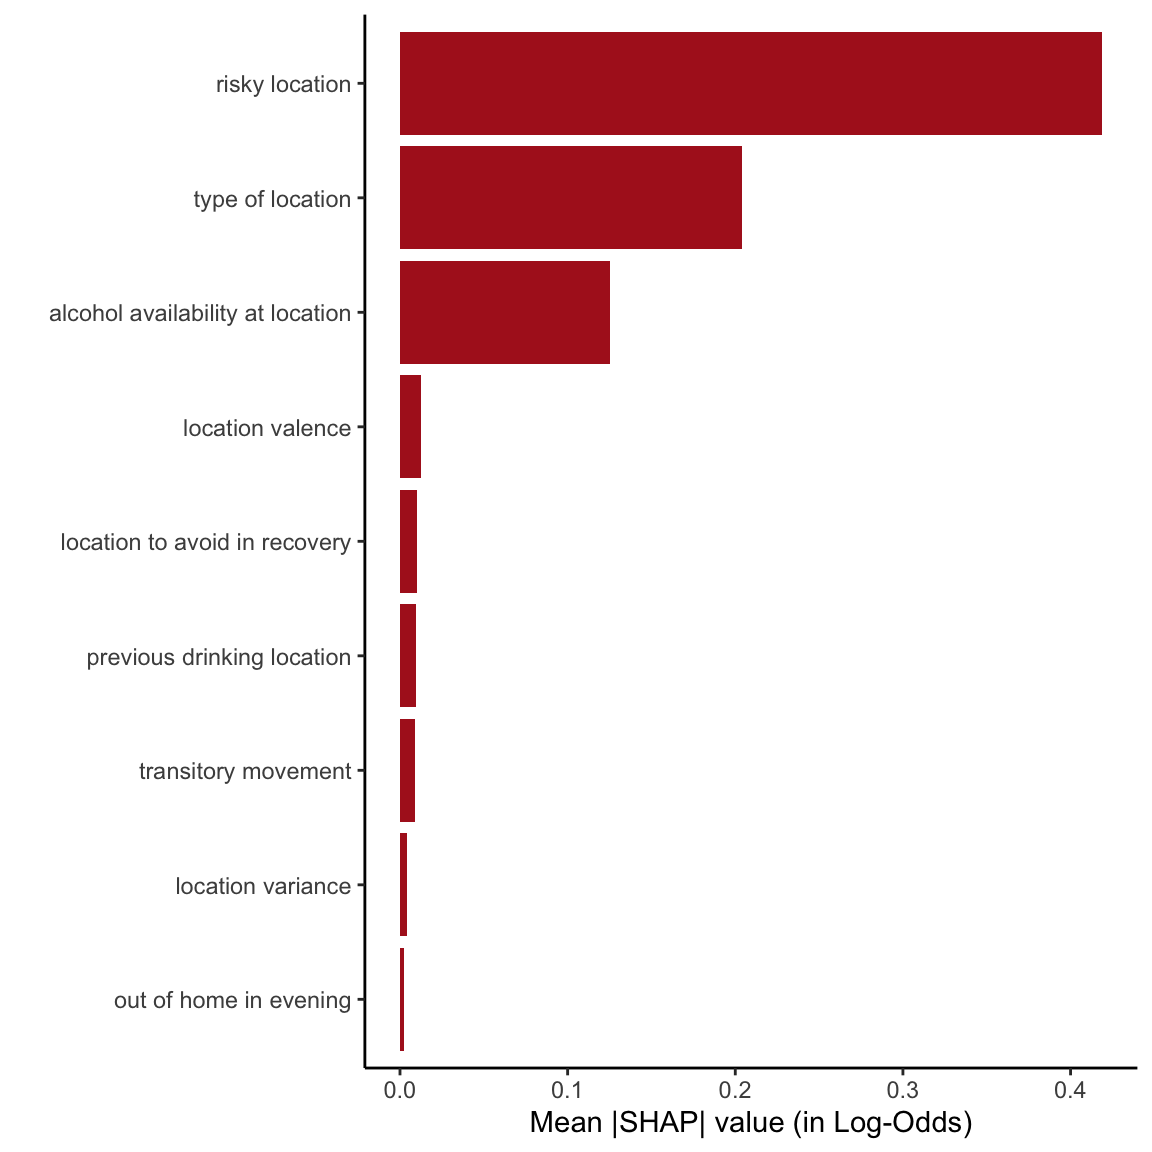 risky location
type of location
alcohol availability at location
location valence
location to avoid in recovery
previous drinking location
transitory movement
location variance
out of home in evening
0.0 0.1 0.2 0.3 0.4
Mean |SHAP| value (in Log-Odds)